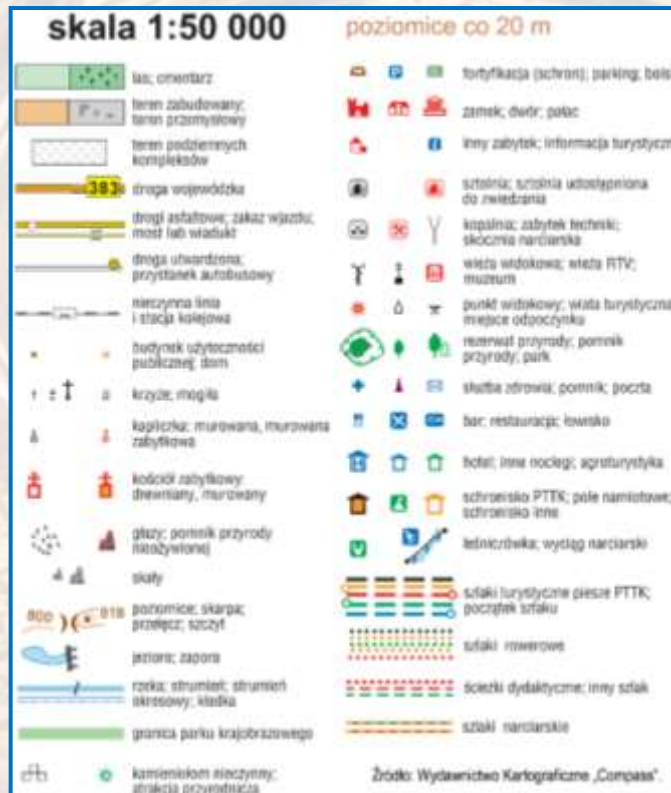 skala 1:50 000
las; cmentarz
teren zabudowany;
teren przemysłowy
teren podziemnych
kompleksów
383 droga wojewódzka
drogi asfaltowe; zakaz wjazdu;
most lub wiadukt
droga utwardzona;
przystanek autobusowy
nieczynna linia
i stacja kolejowa
budynek użyteczności
publicznej; dom
krzyże; mogiła
kapliczka: murowana, murowana
zabytkowa
kościół zabytkowy:
drewniany, murowany
głazy; pomnik przyrody
nieożywionej
skały
800 818 poziomice; skarpa;
przełęcz; szczyt
jezioro; zapora
rzeka; strumień; strumień
okresowy; kładka
granica parku krajobrazowego
kamieniołom nieczynny;
atrakcja przyrodnicza
poziomice co 20 m
fortyfikacja (schron); parking; bois
zamek; dwór; pałac
inny zabytek; informacja turystyczn
sztolnia; sztolnia udostępniona
do zwiedzania
kopalnia; zabytek techniki;
skocznia narciarska
wieża widokowa; wieża RTV;
muzeum
punkt widokowy; wiata turystyczna
miejsce odpoczynku
rezerwat przyrody; pomnik
przyrody; park
służba zdrowia; pomnik; poczta
bar; restauracja; łowisko
hotel; inne noclegi; agroturystyka
schronisko PTTK; pole namiotowe;
schronisko inne
leśniczówka; wyciąg narciarski
szlaki turystyczne piesze PTTK;
początek szlaku
szlaki rowerowe
ścieżki dydaktyczne; inny szlak
szlaki narciarskie
Źródło: Wydawnictwo Kartograficzne „Compass".